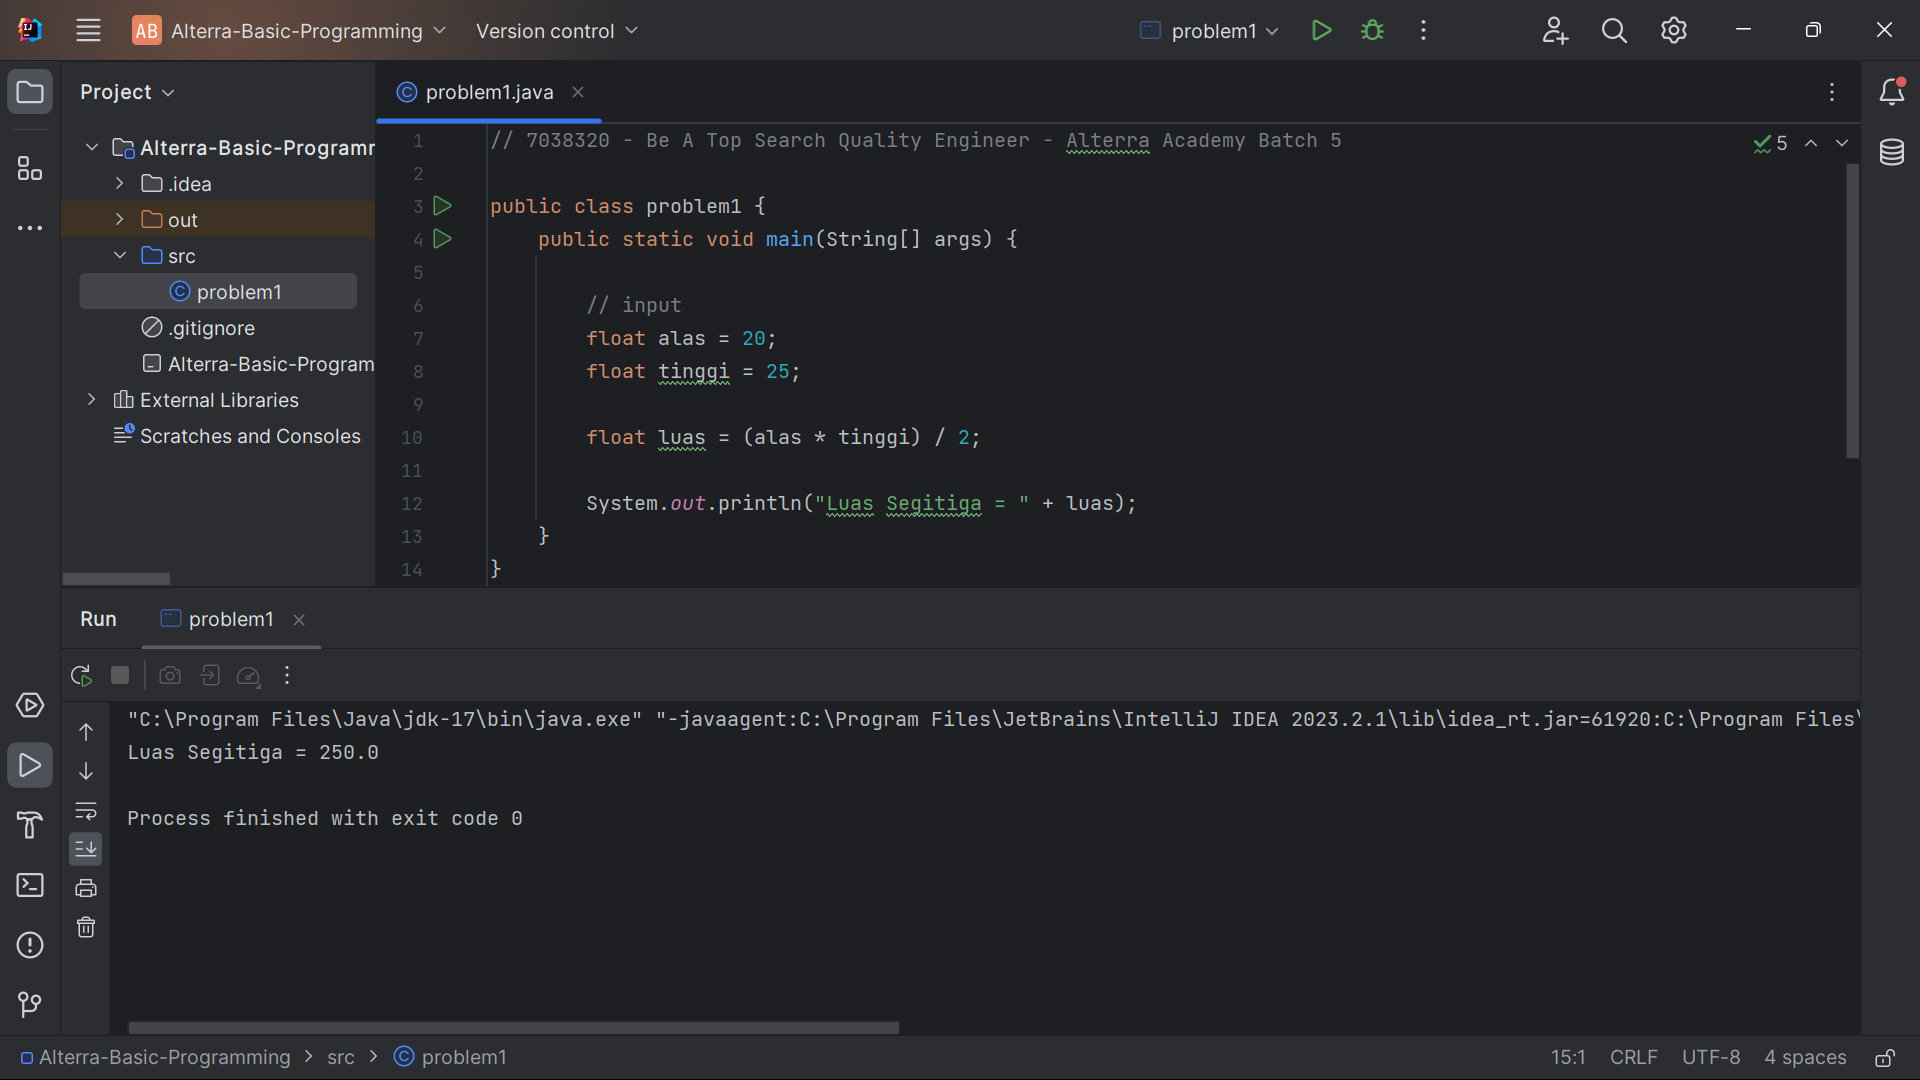 AB Alterra-Basic-Programming Version control problem1
Project
problem1.java
Alterra-Basic-Programm
.idea
out
src
problem1
.gitignore
Alterra-Basic-Program
External Libraries
Scratches and Consoles
1 // 7038320 - Be A Top Search Quality Engineer - Alterra Academy Batch 5
5
2
3 public class problem1 {
4 public static void main(String[] args) {
5
6 // input
7 float alas = 20;
8 float tinggi = 25;
9
10 float luas = (alas * tinggi) / 2;
11
12 System.out.println("Luas Segitiga = " + luas);
13 }
14 }
Run problem1
"C:\Program Files\Java\jdk-17\bin\java.exe" "-javaagent:C:\Program Files\JetBrains\IntelliJ IDEA 2023.2.1\lib\idea_rt.jar=61920:C:\Program Files\
Luas Segitiga = 250.0
Process finished with exit code 0
Alterra-Basic-Programming > src > problem1
15:1 CRLF UTF-8 4 spaces